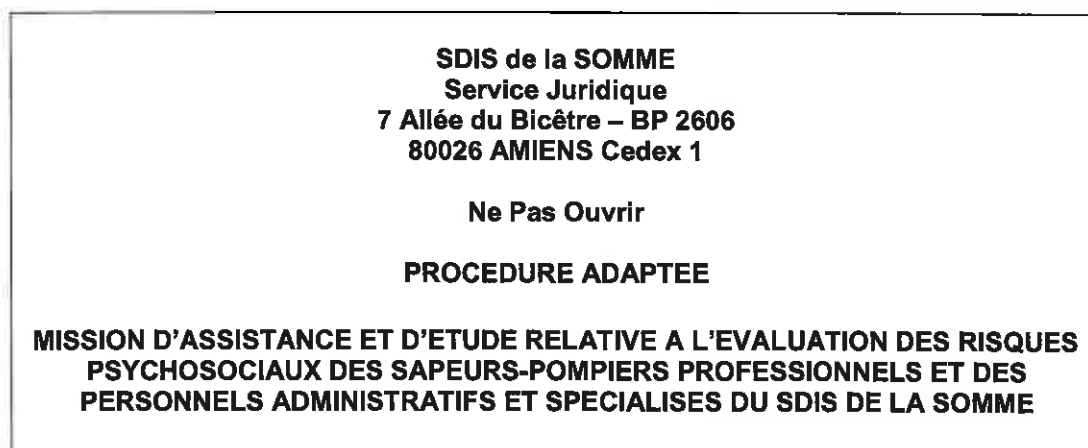 SDIS de la SOMME
Service Juridique
7 Allée du Bicêtre – BP 2606
80026 AMIENS Cedex 1
Ne Pas Ouvrir
PROCEDURE ADAPTEE
MISSION D'ASSISTANCE ET D'ETUDE RELATIVE A L'EVALUATION DES RISQUES
PSYCHOSOCIAUX DES SAPEURS-POMPIERS PROFESSIONNELS ET DES
PERSONNELS ADMINISTRATIFS ET SPECIALISES DU SDIS DE LA SOMME